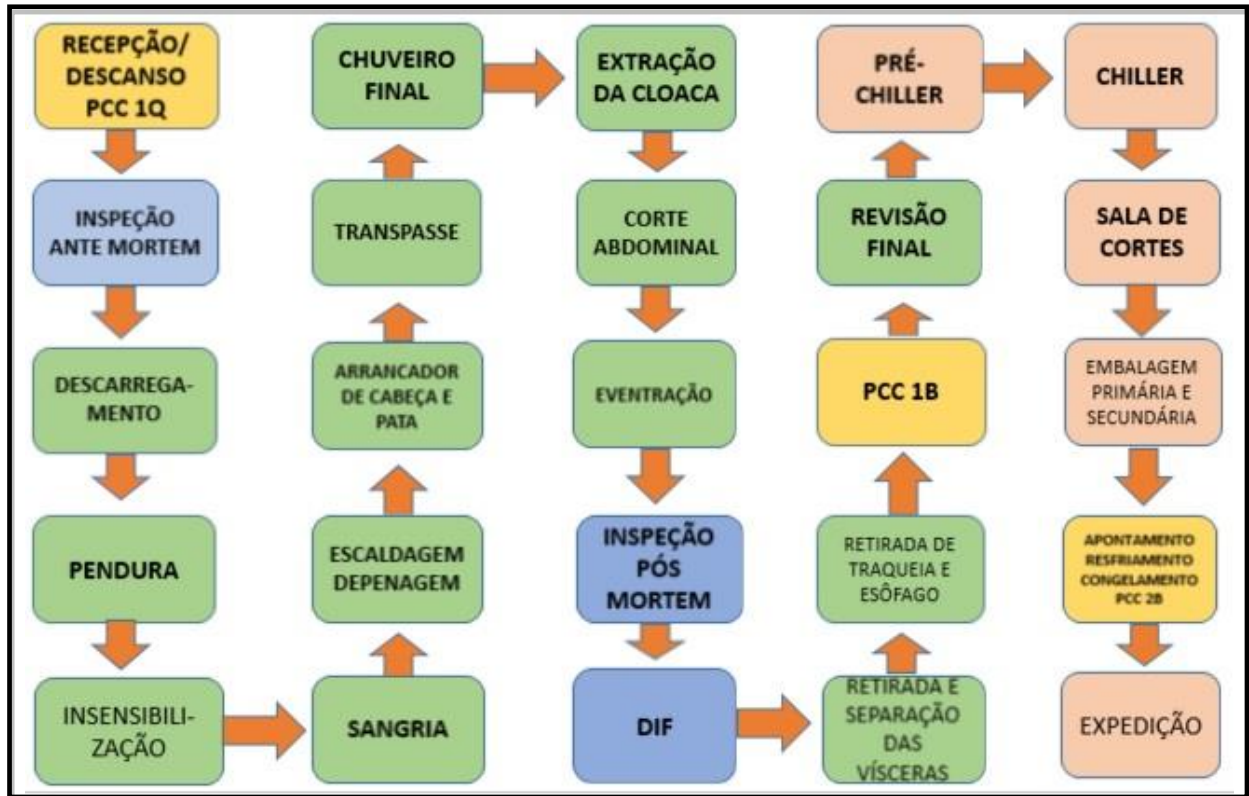 RECEPÇÃO/
DESCANSO
PCC 1Q
INSPEÇÃO
ANTE MORTEM
DESCARREGA-
MENTO
PENDURA
INSENSIBILI-
ZAÇÃO
SANGRIA
ESCALDAGEM
DEPENAGEM
ARRANCADOR
DE CABEÇA E
PATA
TRANSPASSE
CHUVEIRO
FINAL
EXTRAÇÃO
DA CLOACA
CORTE
ABDOMINAL
EVENTRAÇÃO
INSPEÇÃO
PÓS
MORTEM
DIF
RETIRADA E
SEPARAÇÃO
DAS
VÍSCERAS
RETIRADA DE
TRAQUEIA E
ESÔFAGO
PCC 1B
REVISÃO
FINAL
PRÉ-
CHILLER
CHILLER
SALA DE
CORTES
EMBALAGEM
PRIMÁRIA E
SECUNDÁRIA
APONTAMENTO
RESFRIAMENTO
CONGELAMENTO
PCC 2B
EXPEDIÇÃO